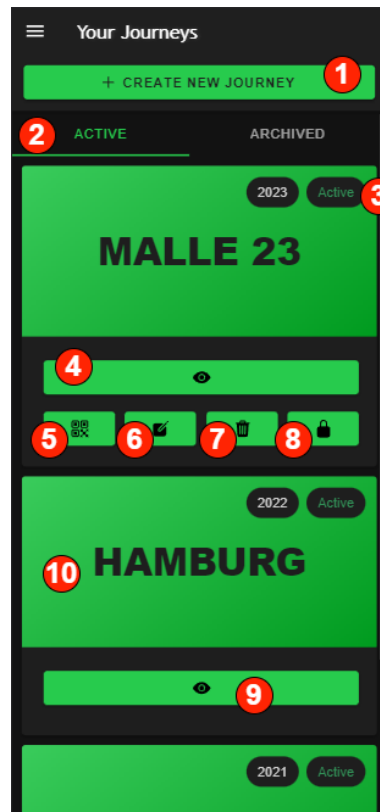 Your Journeys
+ CREATE NEW JOURNEY 1
2 ACTIVE ARCHIVED
2023 Active 3
MALLE 23
4
5 6 7 8
2022 Active
10 HAMBURG
9
2021 Active